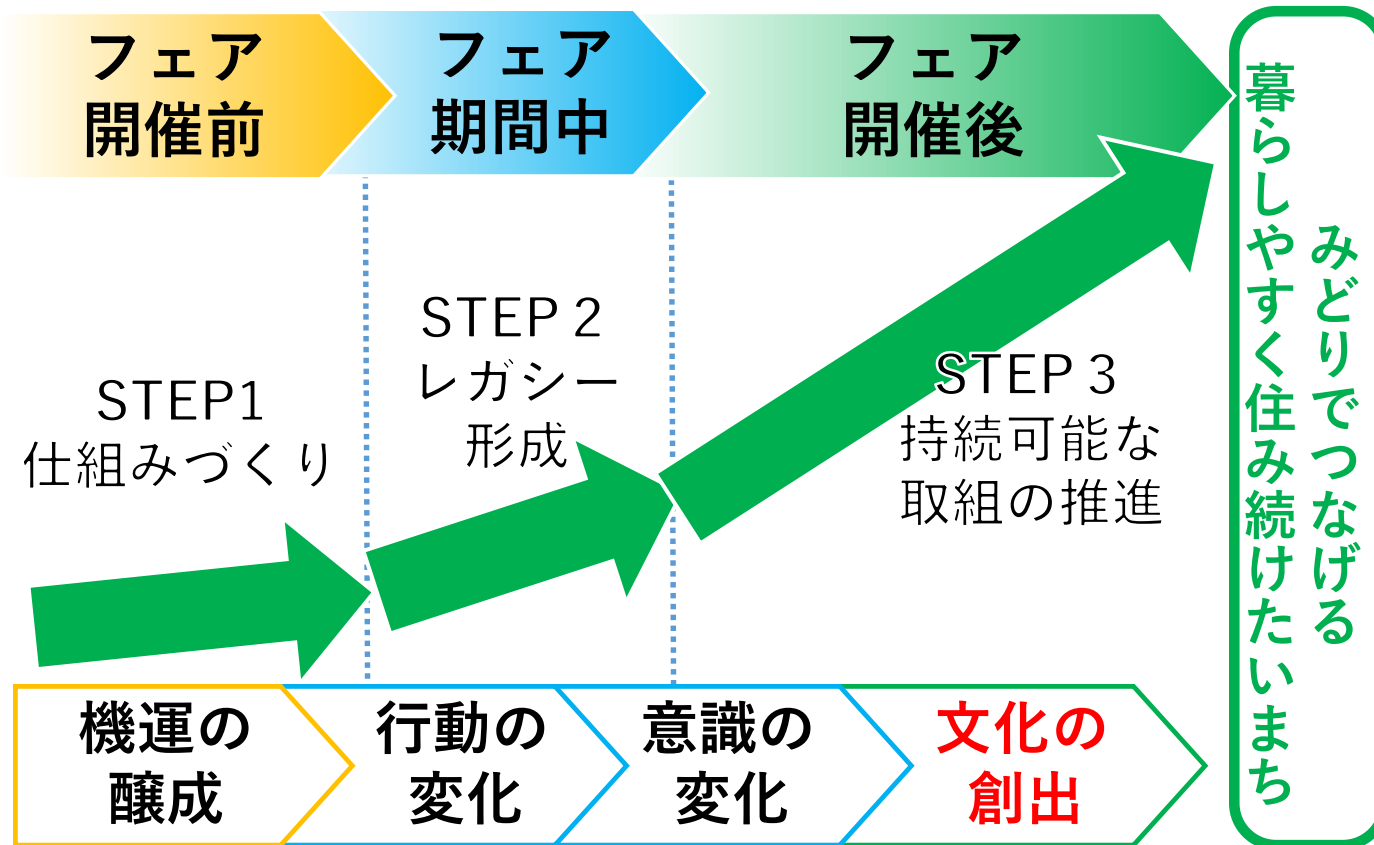 フェア
開催前
フェア
期間中
フェア
開催後
STEP1
仕組みづくり
STEP２
レガシー
形成
STEP３
持続可能な
取組の推進
機運の
醸成
行動の
変化
意識の
変化
文化の
創出
みどりでつなげる
暮らしやすく住み続けたいまち